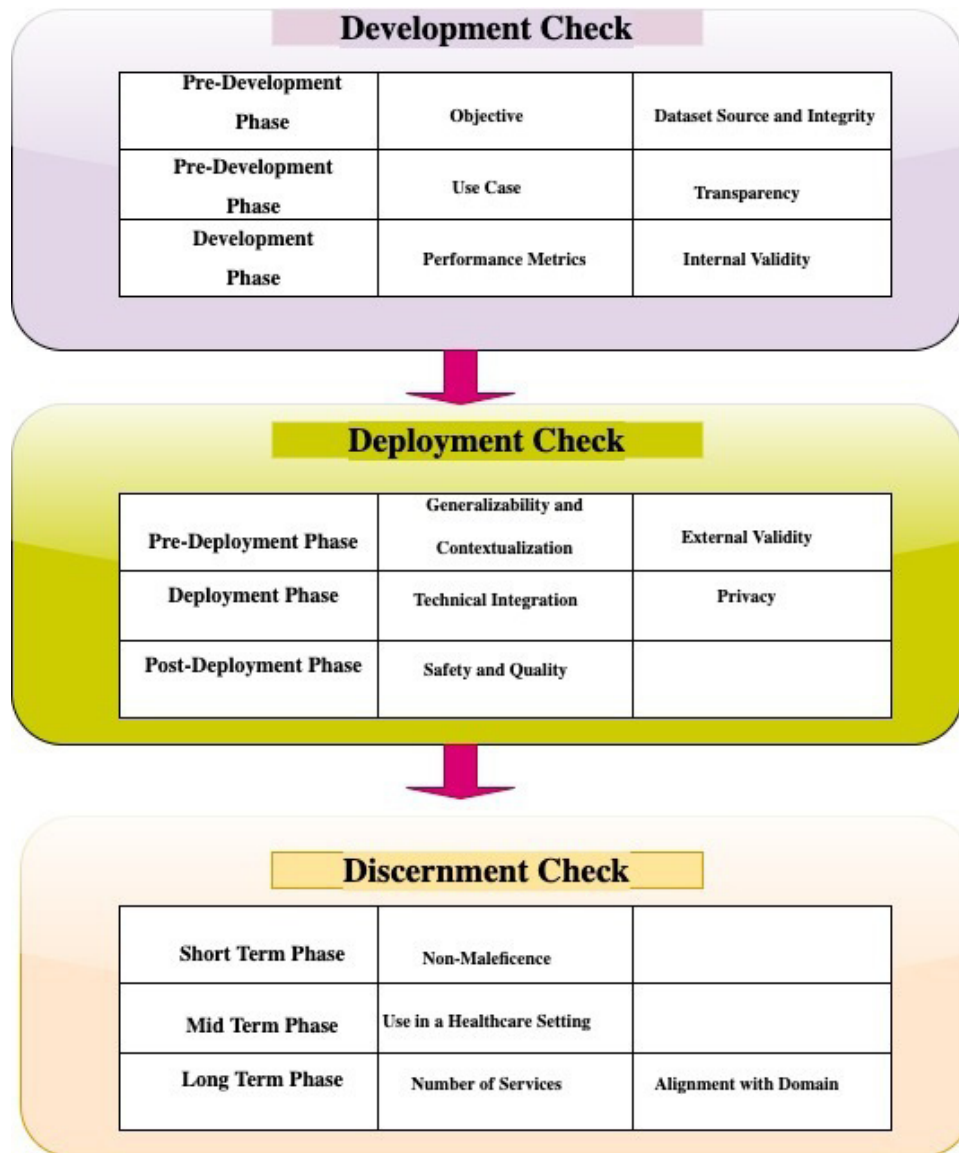 Development Check
Pre-Development
Phase
Objective
Dataset Source and Integrity
Pre-Development
Phase
Use Case
Transparency
Development
Phase
Performance Metrics
Internal Validity
Deployment Check
Pre-Deployment Phase
Generalizability and
Contextualization
External Validity
Deployment Phase
Technical Integration
Privacy
Post-Deployment Phase
Safety and Quality
Discernment Check
Short Term Phase
Non-Maleficence
Mid Term Phase
Use in a Healthcare Setting
Long Term Phase
Number of Services
Alignment with Domain